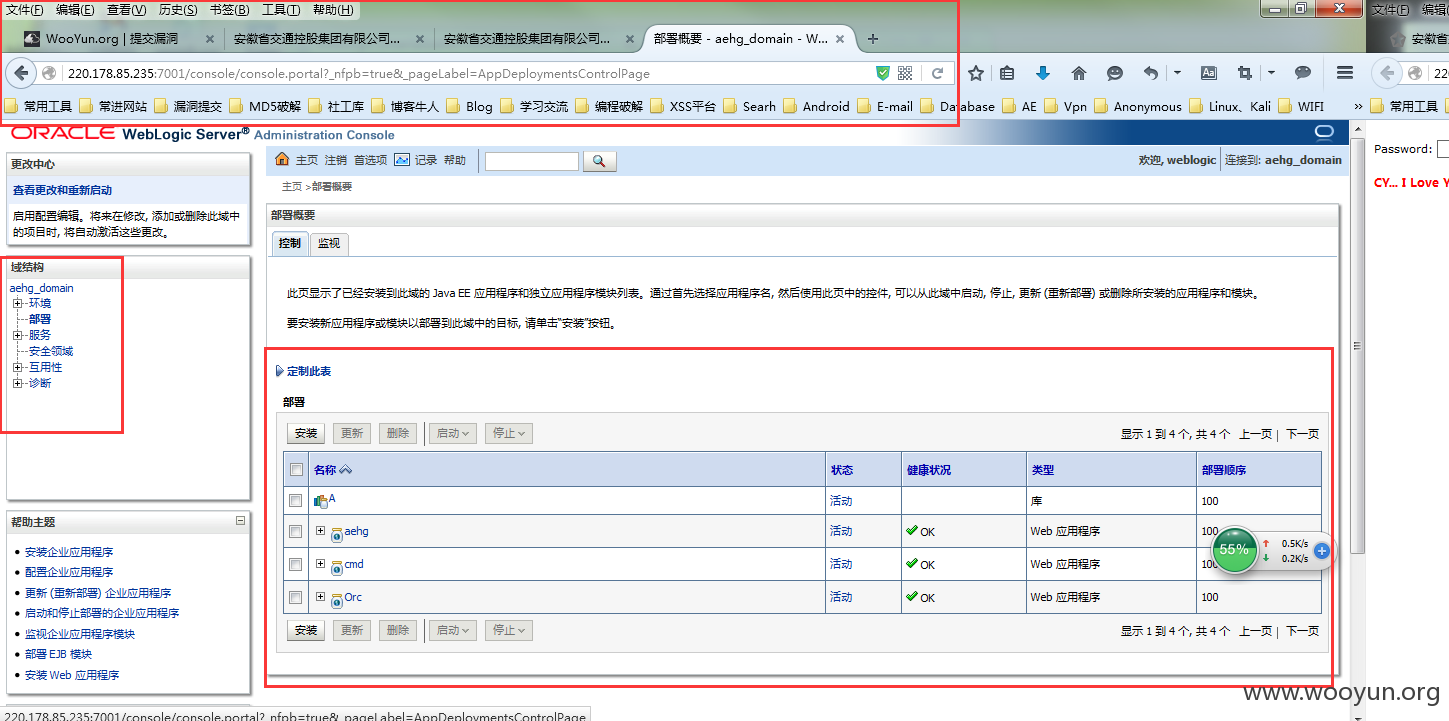 文件(F) 编辑(E) 查看(V) 历史(S) 书签(B) 工具(T) 帮助(H)
文件(F) 编辑(
WooYun.org | 提交漏洞 × 安徽省交通控股集团有限公司... × 安徽省交通控股集团有限公司... × 部署概要 - aehg_domain - W... × +
安徽省
220.178.85.235:7001/console/console.portal?_nfpb=true&_pageLabel=AppDeploymentsControlPage
220
常用工具 常进网站 漏洞提交 MD5破解 社工库 博客牛人 Blog 学习交流 编程破解 XSS平台 Searh Android E-mail Database AE Vpn Anonymous Linux、Kali WIFI »
常用工具
ORACLE WebLogic Server® Administration Console
更改中心
查看更改和重新启动
启用配置编辑。将来在修改, 添加或删除此域中
的项目时, 将自动激活这些更改。
域结构
aehg_domain
环境
部署
服务
安全领域
互用性
诊断
帮助主题
安装企业应用程序
配置企业应用程序
更新 (重新部署) 企业应用程序
启动和停止部署的企业应用程序
监视企业应用程序模块
部署 EJB 模块
安装 Web 应用程序
主页 注销 首选项 记录 帮助
欢迎, weblogic 连接到: aehg_domain
主页 >部署概要
部署概要
控制 监视
此页显示了已经安装到此域的 Java EE 应用程序和独立应用程序模块列表。通过首先选择应用程序名, 然后使用此页中的控件, 可以从此域中启动, 停止, 更新 (重新部署) 或删除所安装的应用程序和模块。
要安装新应用程序或模块以部署到此域中的目标, 请单击"安装"按钮。
定制此表
部署
安装 更新 删除 启动 停止 显示 1 到 4 个, 共 4 个 上一页 | 下一页
名称 状态 健康状况 类型 部署顺序
A 活动 库 100
aehg 活动 OK Web 应用程序 100
cmd 活动 OK Web 应用程序 100
Orc 活动 OK Web 应用程序 100
安装 更新 删除 启动 停止 显示 1 到 4 个, 共 4 个 上一页 | 下一页
55% 0.5K/s
0.2K/s
Password:
CY... I Love Y
www.wooyun.org
220.178.85.235:7001/console/console.portal?_nfpb=true&_pageLabel=AppDeploymentsControlPage